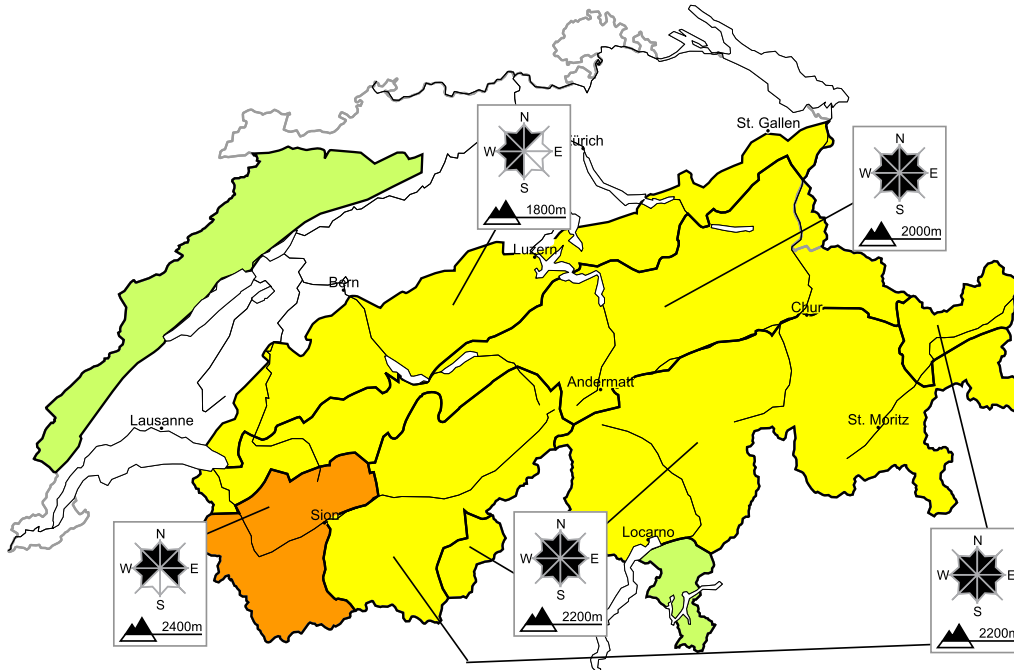 St. Gallen
N
W E
S
1800m
ürich
N
W E
S
2000m
Luzern
Bern
Chur
Andermatt
Lausanne
St. Moritz
Sion
Locarno
N
W E
S
2400m
N
W E
S
2200m
N
W E
S
2200m